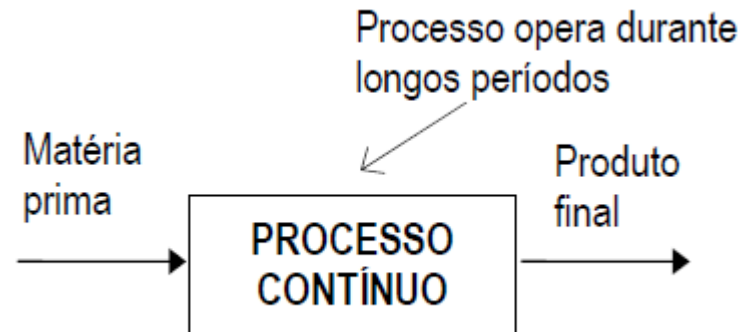 Processo opera durante
longos períodos
Matéria
prima
PROCESSO
CONTÍNUO
Produto
final